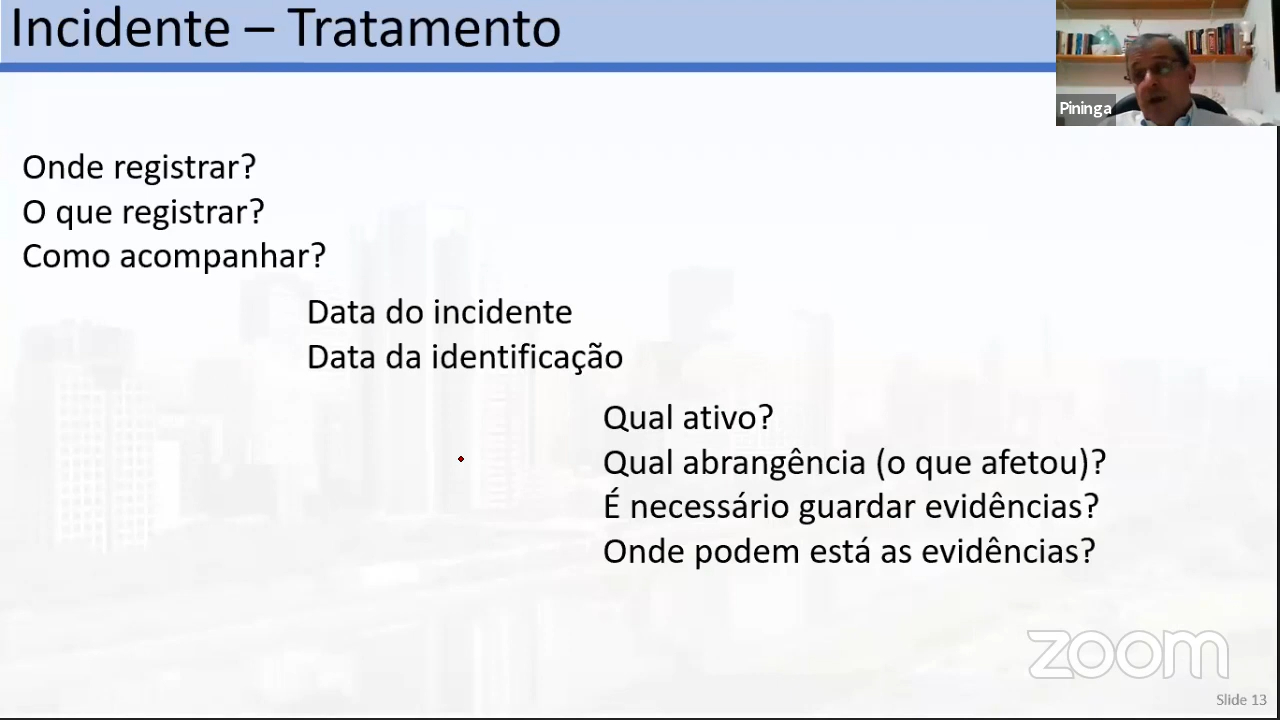 Incidente – Tratamento
Pininga
Onde registrar?
O que registrar?
Como acompanhar?
Data do incidente
Data da identificação
Qual ativo?
Qual abrangência (o que afetou)?
É necessário guardar evidências?
Onde podem está as evidências?
zoom
Slide 13